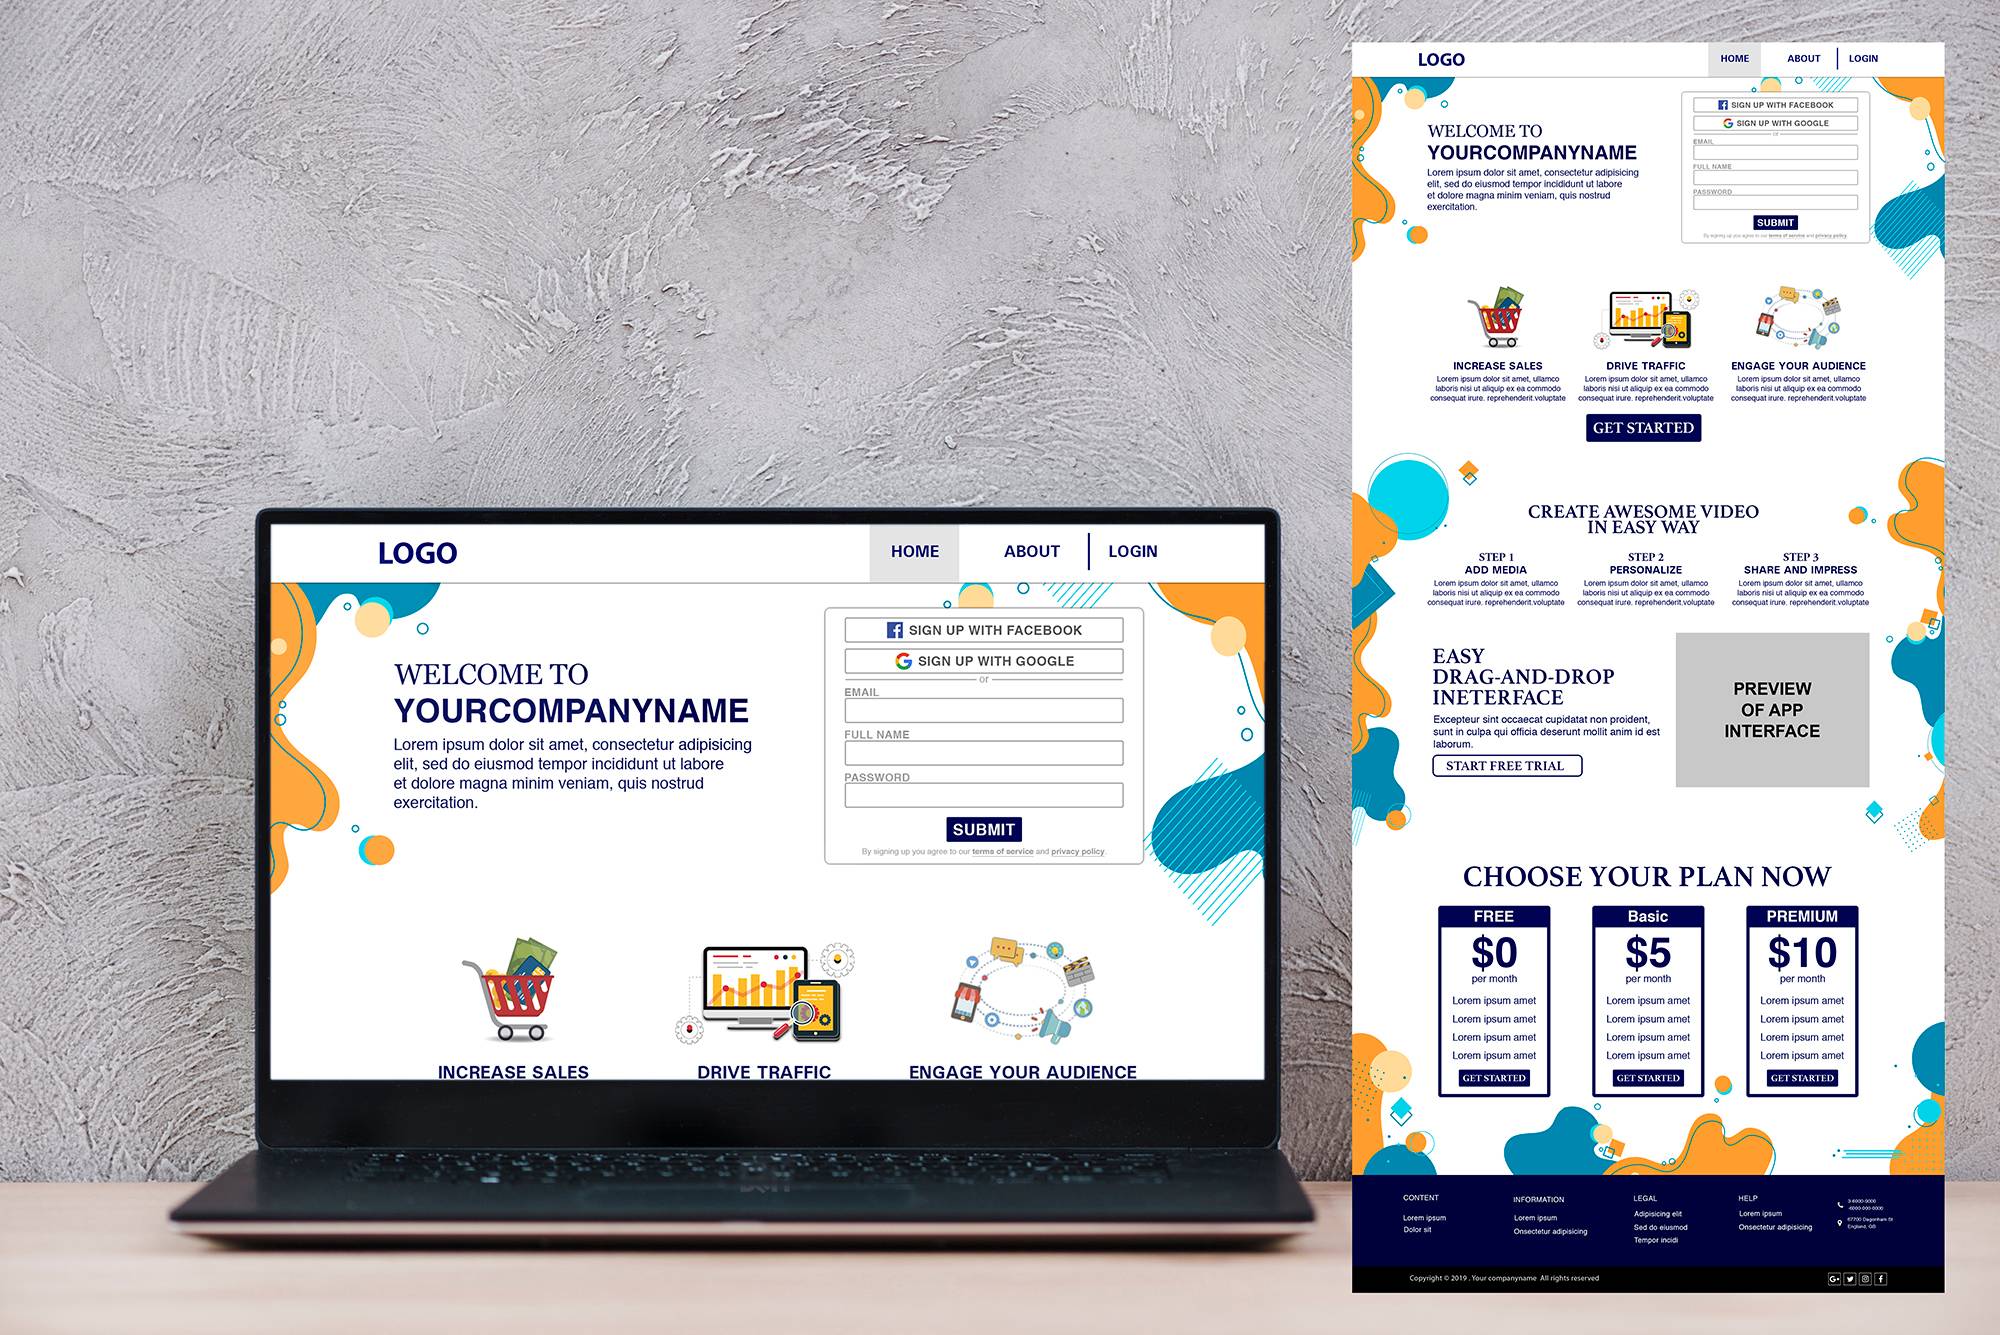 LOGO
HOME
ABOUT
LOGIN
WELCOME TO
YOURCOMPANYNAME
Lorem ipsum dolor sit amet, consectetur adipisicing
elit, sed do eiusmod tempor incididunt ut labore
et dolore magna minim veniam, quis nostrud
exercitation.
SIGN UP WITH FACEBOOK
SIGN UP WITH GOOGLE
or
EMAIL
FULL NAME
PASSWORD
SUBMIT
By signing up you agree to our terms of service and privacy policy.
INCREASE SALES
DRIVE TRAFFIC
ENGAGE YOUR AUDIENCE
LOGO
HOME
ABOUT
LOGIN
WELCOME TO
YOURCOMPANYNAME
Lorem ipsum dolor sit amet, consectetur adipisicing
elit, sed do eiusmod tempor incididunt ut labore
et dolore magna minim veniam, quis nostrud
exercitation.
SIGN UP WITH FACEBOOK
SIGN UP WITH GOOGLE
or
EMAIL
FULL NAME
PASSWORD
SUBMIT
By signing up you agree to our terms of service and privacy policy.
INCREASE SALES
Lorem ipsum dolor sit amet, ullamco
laboris nisi ut aliquip ex ea commodo
consequat irure. reprehenderit.voluptate
DRIVE TRAFFIC
Lorem ipsum dolor sit amet, ullamco
laboris nisi ut aliquip ex ea commodo
consequat irure. reprehenderit.voluptate
ENGAGE YOUR AUDIENCE
Lorem ipsum dolor sit amet, ullamco
laboris nisi ut aliquip ex ea commodo
consequat irure. reprehenderit.voluptate
GET STARTED
CREATE AWESOME VIDEO
IN EASY WAY
STEP 1
ADD MEDIA
Lorem ipsum dolor sit amet, ullamco
laboris nisi ut aliquip ex ea commodo
consequat irure. reprehenderit.voluptate
STEP 2
PERSONALIZE
Lorem ipsum dolor sit amet, ullamco
laboris nisi ut aliquip ex ea commodo
consequat irure. reprehenderit.voluptate
STEP 3
SHARE AND IMPRESS
Lorem ipsum dolor sit amet, ullamco
laboris nisi ut aliquip ex ea commodo
consequat irure. reprehenderit.voluptate
EASY
DRAG-AND-DROP
INETERFACE
Excepteur sint occaecat cupidatat non proident,
sunt in culpa qui officia deserunt mollit anim id est
laborum.
START FREE TRIAL
PREVIEW
OF APP
INTERFACE
CHOOSE YOUR PLAN NOW
FREE
$0
per month
Lorem ipsum amet
Lorem ipsum amet
Lorem ipsum amet
Lorem ipsum amet
GET STARTED
Basic
$5
per month
Lorem ipsum amet
Lorem ipsum amet
Lorem ipsum amet
Lorem ipsum amet
GET STARTED
PREMIUM
$10
per month
Lorem ipsum amet
Lorem ipsum amet
Lorem ipsum amet
Lorem ipsum amet
GET STARTED
CONTENT
Lorem ipsum
Dolor sit
INFORMATION
Lorem ipsum
Onsectetur adipisicing
LEGAL
Adipisicing elit
Sed do eiusmod
Tempor incidi
HELP
Lorem ipsum
Onsectetur adipisicing
England, GB
Copyright © 2019 . Your companyname All rights reserved